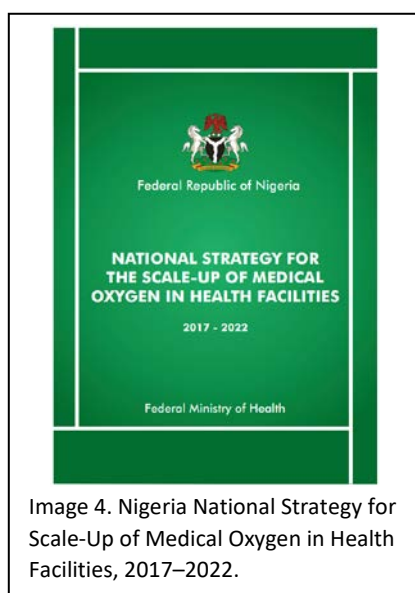 Federal Republic of Nigeria
NATIONAL STRATEGY FOR
THE SCALE-UP OF MEDICAL
OXYGEN IN HEALTH FACILITIES
2017 - 2022
Federal Ministry of Health
Image 4. Nigeria National Strategy for
Scale-Up of Medical Oxygen in Health
Facilities, 2017–2022.